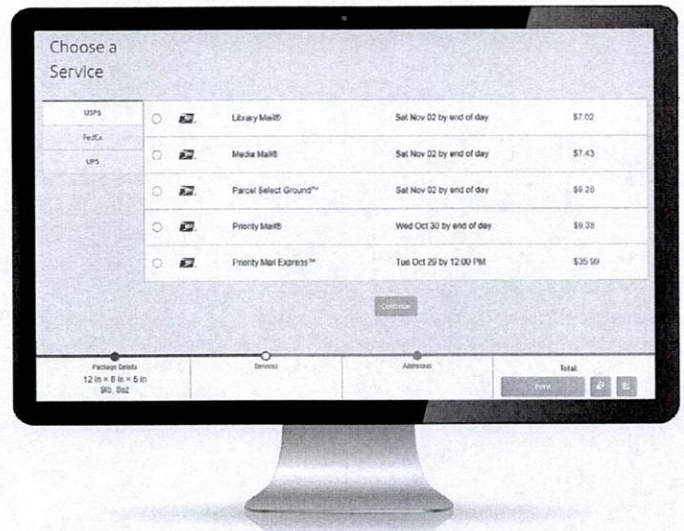 Choose a
Service
USPS
FedEx
UPS
Library Mail® Sat Nov 02 by end of day $7.02
Media Mail® Sat Nov 02 by end of day $7.43
Parcel Select Ground™ Sat Nov 02 by end of day $9.20
Priority Mail® Wed Oct 30 by end of day $9.38
Priority Mail Express™ Tue Oct 29 by 12:00 PM $35.99
Continue
Package Details
Services
Addresses
Total:
12 in × 8 in × 5 in
Print